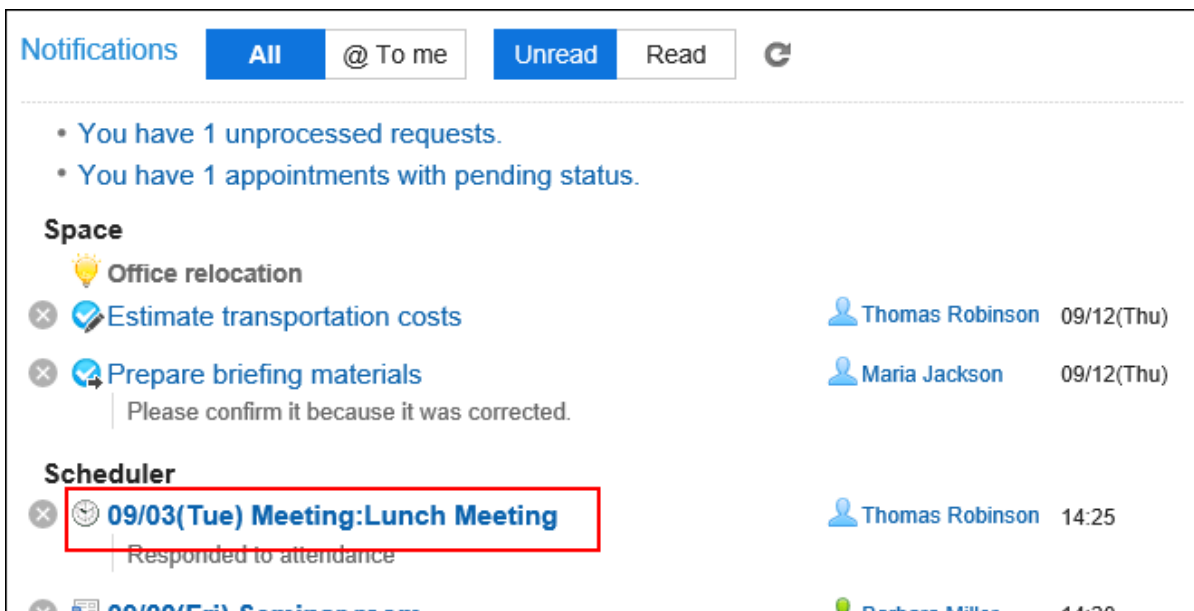 Notifications All @ To me Unread Read
• You have 1 unprocessed requests.
• You have 1 appointments with pending status.
Space
Office relocation
Estimate transportation costs Thomas Robinson 09/12(Thu)
Prepare briefing materials Maria Jackson 09/12(Thu)
Please confirm it because it was corrected.
Scheduler
09/03(Tue) Meeting:Lunch Meeting Thomas Robinson 14:25
Responded to attendance